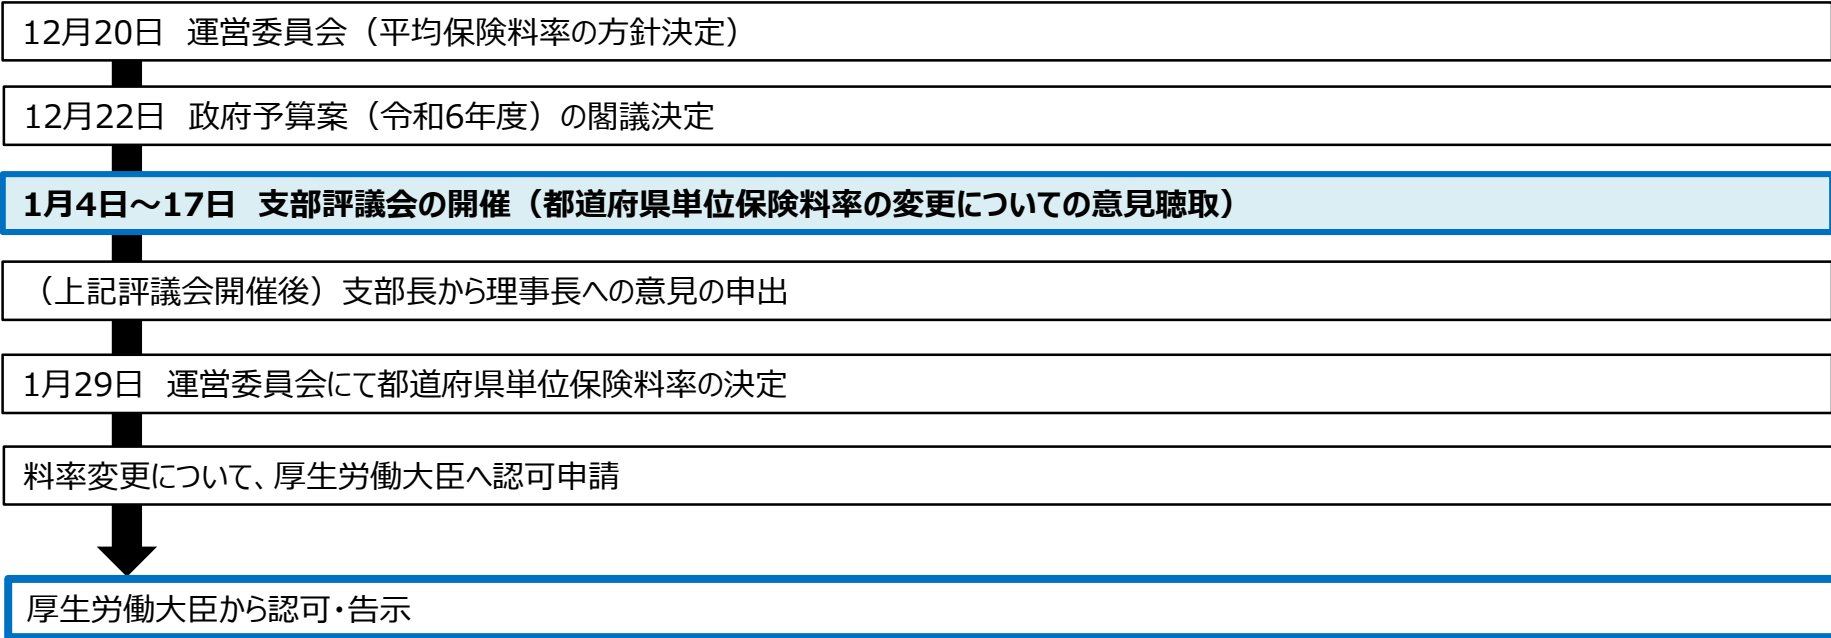 12月20日　運営委員会（平均保険料率の方針決定）
12月22日　政府予算案（令和6年度）の閣議決定
1月4日～17日　支部評議会の開催（都道府県単位保険料率の変更についての意見聴取）
（上記評議会開催後）支部長から理事長への意見の申出
1月29日　運営委員会にて都道府県単位保険料率の決定
料率変更について、厚生労働大臣へ認可申請
厚生労働大臣から認可・告示